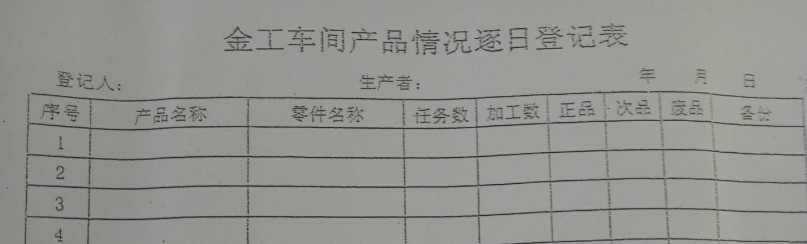 金工车间产品情况逐日登记表
登记人： 生产者： 年 月 日
序号 产品名称 零件名称 任务数 加工数 正品 次品 废品 备份
1
2
3
4